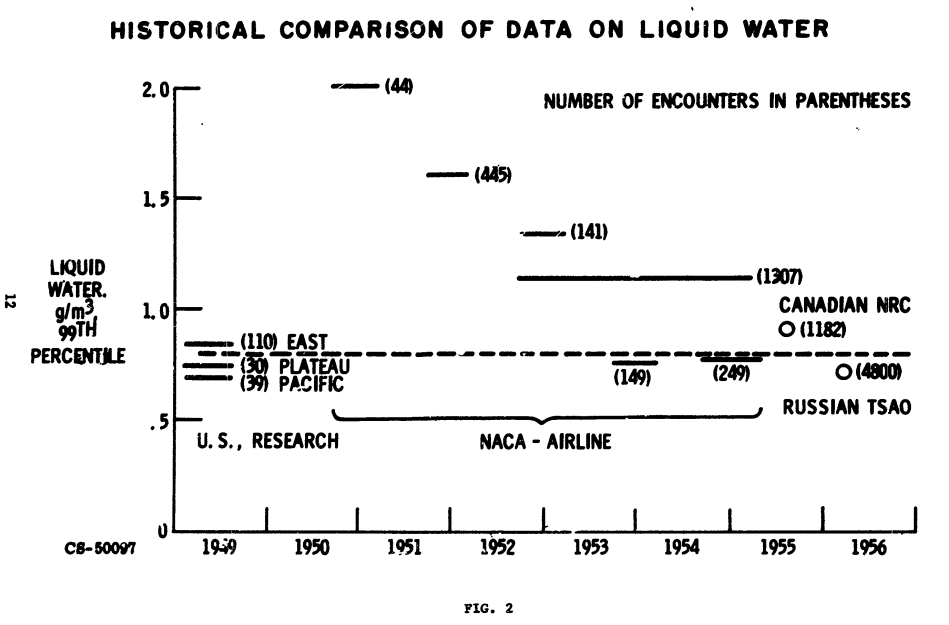 HISTORICAL COMPARISON OF DATA ON LIQUID WATER
2.0
(44)
NUMBER OF ENCOUNTERS IN PARENTHESES
(445)
1.5
(141)
LIQUID
WATER.
g/m3,
99TH
PERCENTILE
12
(1307)
1.0
CANADIAN NRC
(1182)
(110) EAST
(30) PLATEAU
(39) PACIFIC
(149)
(249)
(4800)
RUSSIAN TSAO
.5
U.S., RESEARCH
NACA - AIRLINE
0
CS-50097
1949
1950
1951
1952
1953
1954
1955
1956
FIG. 2